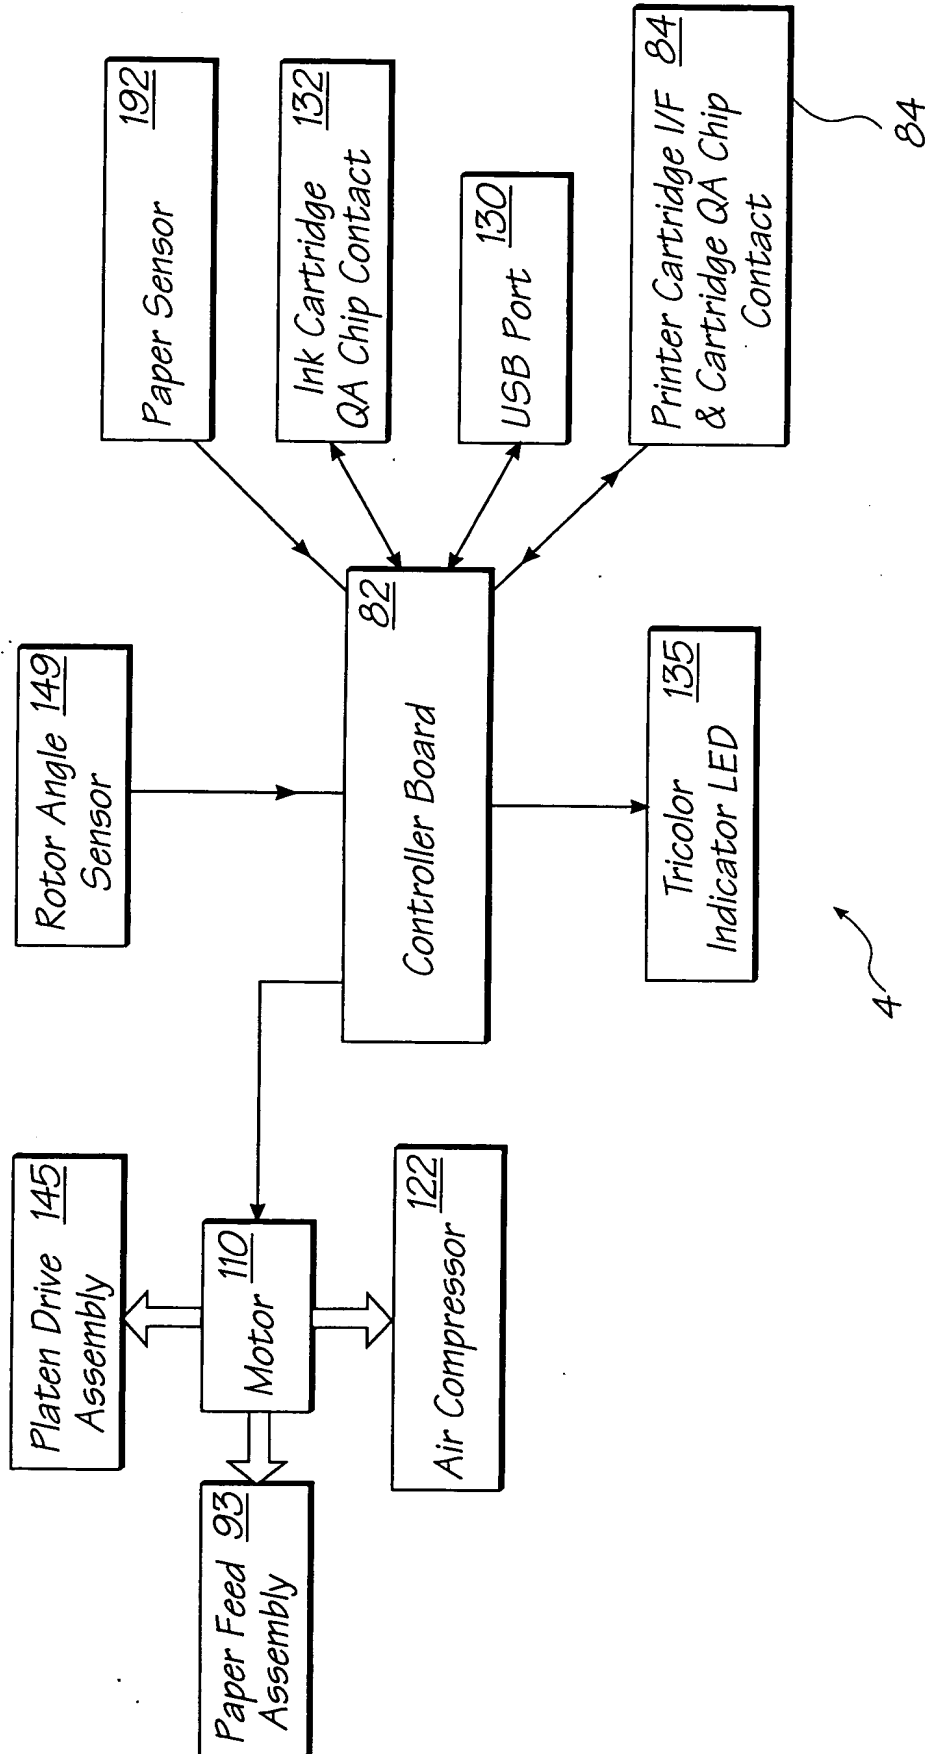 Paper Feed 93
Assembly
Platen Drive 145
Assembly
Motor 110
Air Compressor 122
Rotor Angle 149
Sensor
Controller Board 82
Tricolor 135
Indicator LED
Paper Sensor 192
Ink Cartridge 132
QA Chip Contact
USB Port 130
Printer Cartridge I/F 84
& Cartridge QA Chip
Contact
84
4